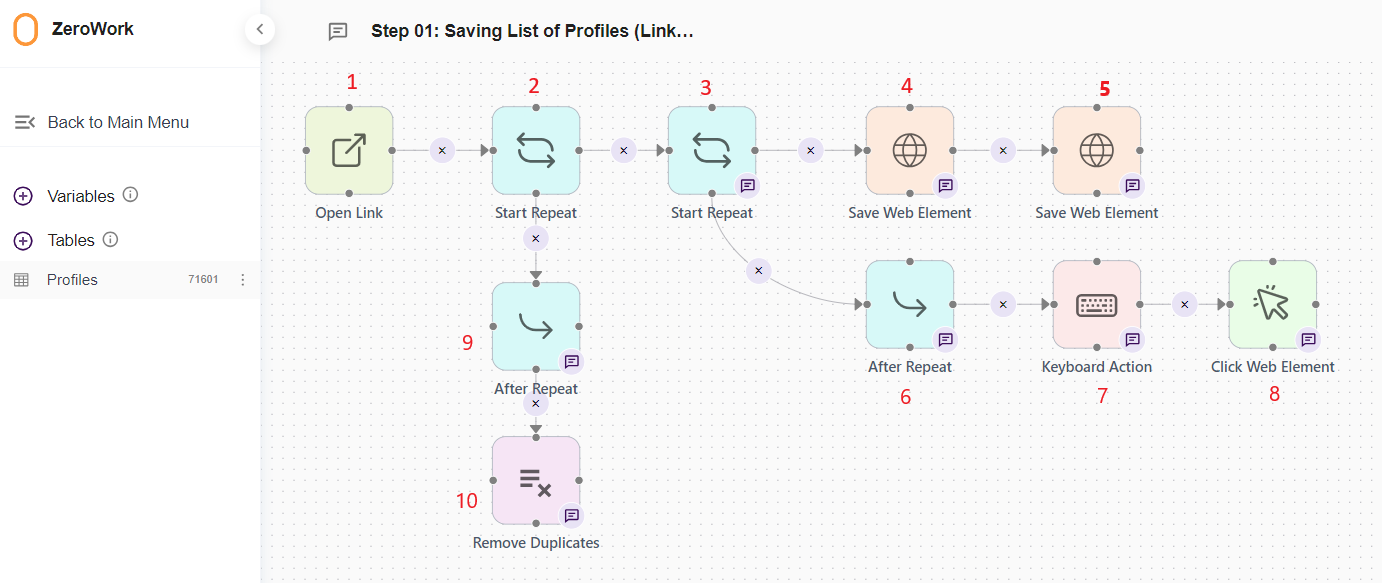 ZeroWork
Step 01: Saving List of Profiles (Link...
Back to Main Menu
Variables
Tables
Profiles 71601
1 2 3 4 5
Open Link Start Repeat Start Repeat Save Web Element Save Web Element
9
After Repeat After Repeat Keyboard Action Click Web Element
6 7 8
10
Remove Duplicates